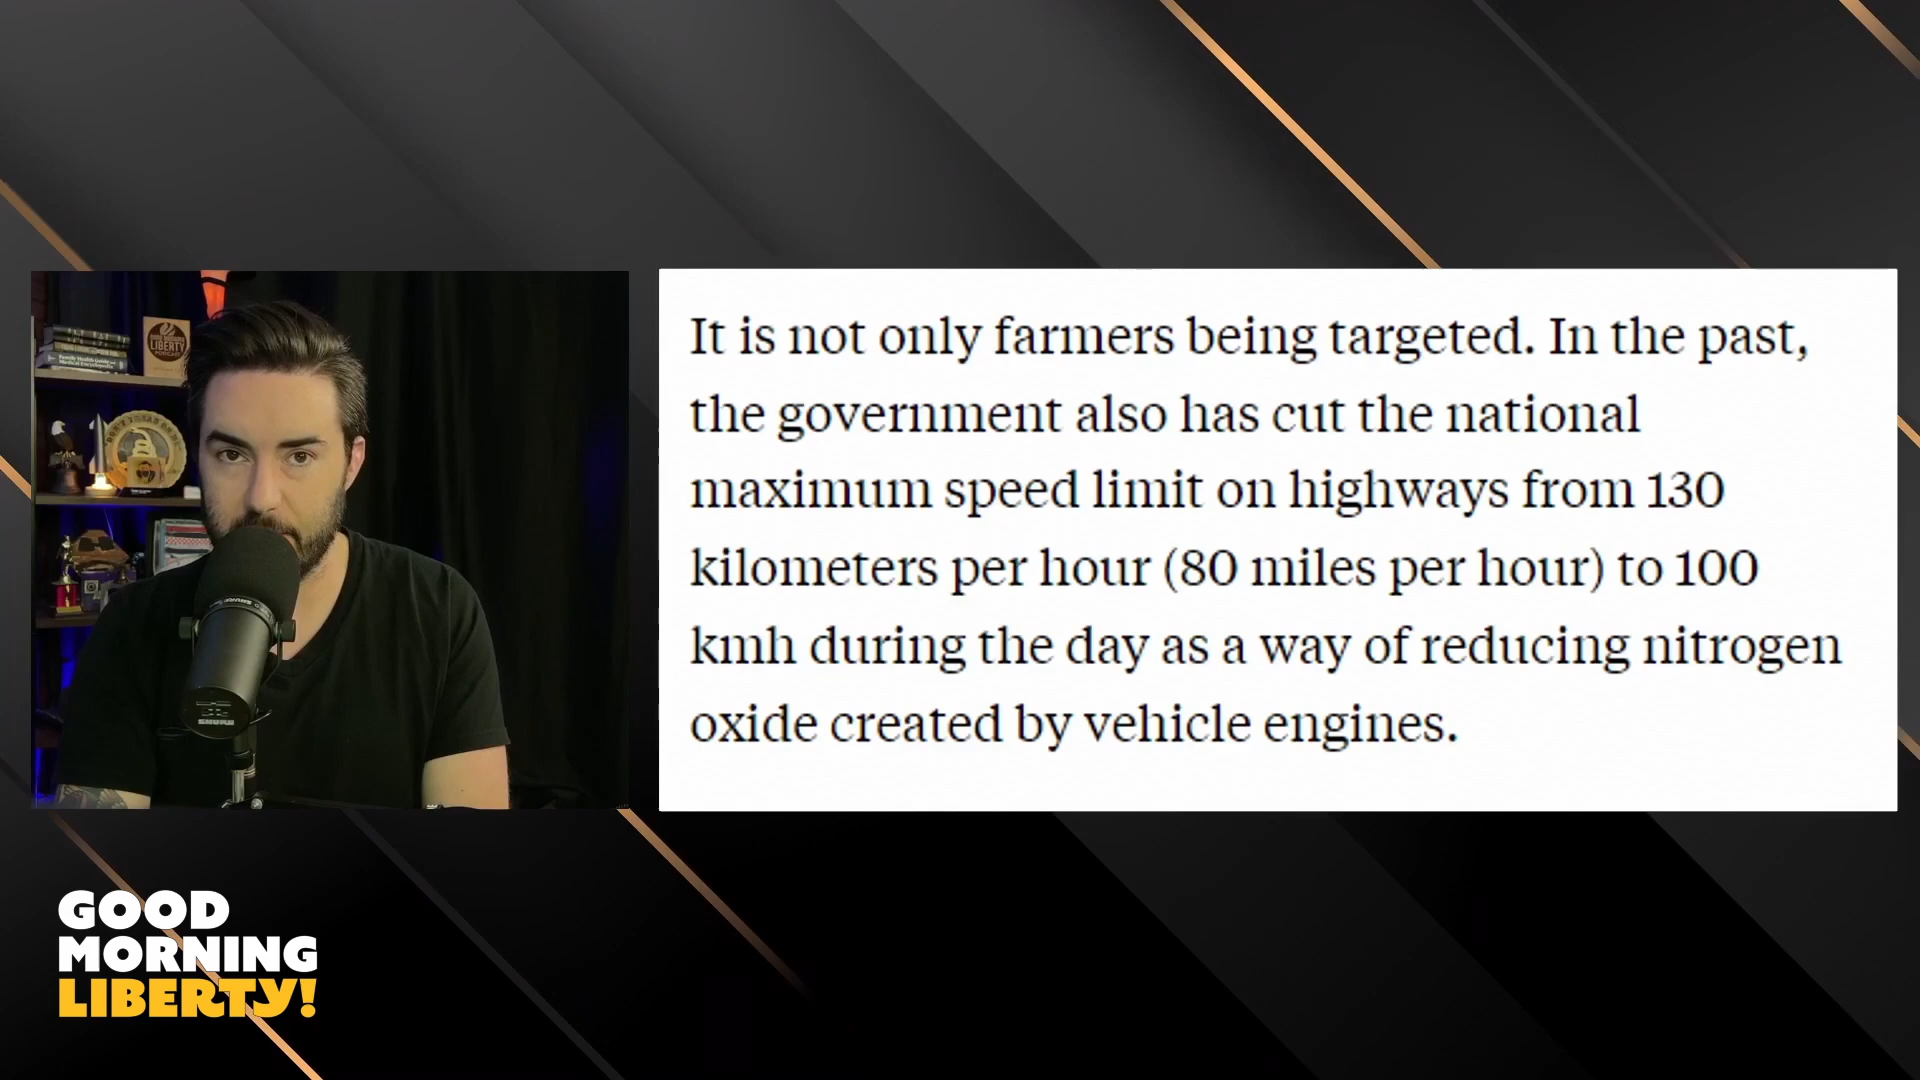 LIBERTY
It is not only farmers being targeted. In the past,
the government also has cut the national
maximum speed limit on highways from 130
kilometers per hour (80 miles per hour) to 100
kmh during the day as a way of reducing nitrogen
oxide created by vehicle engines.
SHURE
GOOD
MORNING
LIBERTY!